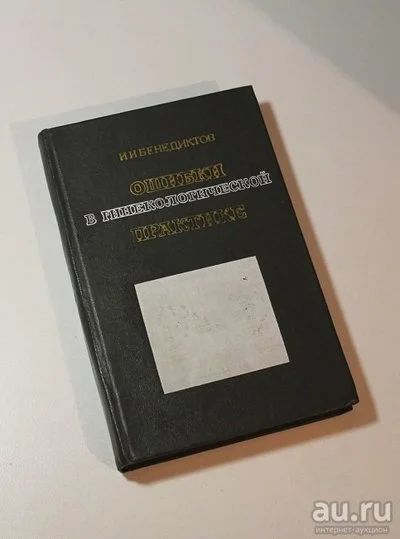 И.И.БЕНЕДИКТОВ
ОШИБКИ
В ГИНЕКОЛОГИЧЕСКОЙ
ПРАКТИКЕ
au.ru
интернет-аукцион